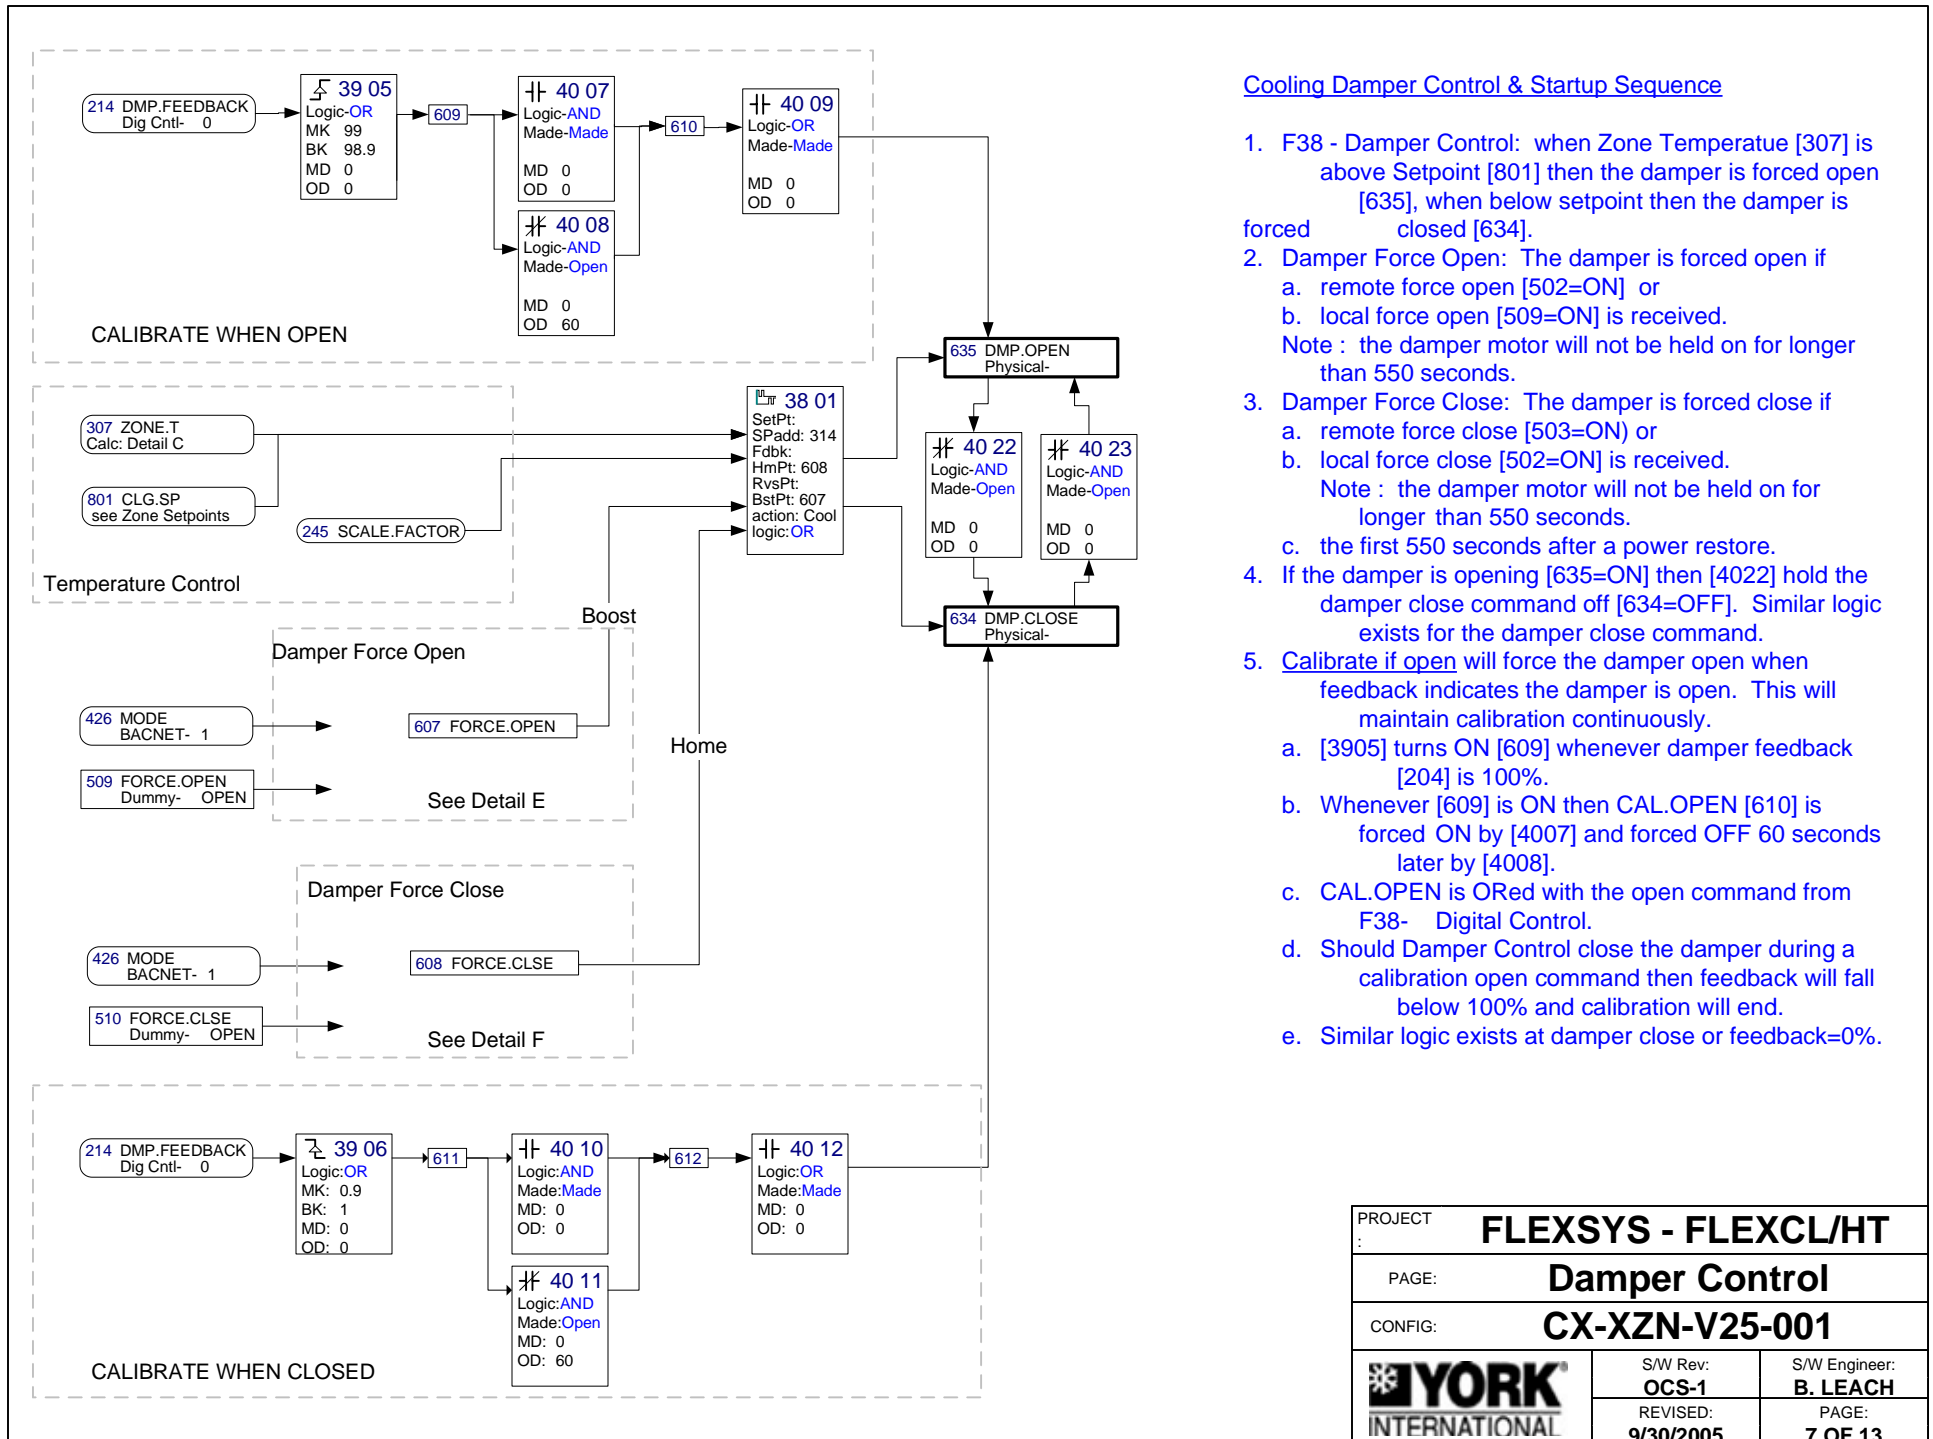 214 DMP.FEEDBACK
Dig Cntl- 0
39 05
Logic-OR
MK 99
BK 98.9
MD 0
OD 0
609
40 07
Logic-AND
Made-Made
MD 0
OD 0
40 08
Logic-AND
Made-Open
MD 0
OD 60
610
40 09
Logic-OR
Made-Made
MD 0
OD 0
CALIBRATE WHEN OPEN
307 ZONE.T
Calc: Detail C
801 CLG.SP
see Zone Setpoints
245 SCALE.FACTOR
Temperature Control
38 01
SetPt:
SPadd: 314
Fdbk:
HmPt: 608
RvsPt:
BstPt: 607
action: Cool
logic:OR
635 DMP.OPEN
Physical-
40 22
Logic-AND
Made-Open
MD 0
OD 0
40 23
Logic-AND
Made-Open
MD 0
OD 0
634 DMP.CLOSE
Physical-
Boost
Damper Force Open
426 MODE
BACNET- 1
607 FORCE.OPEN
509 FORCE.OPEN
Dummy- OPEN
See Detail E
Home
Damper Force Close
426 MODE
BACNET- 1
608 FORCE.CLSE
510 FORCE.CLSE
Dummy- OPEN
See Detail F
214 DMP.FEEDBACK
Dig Cntl- 0
39 06
Logic:OR
MK: 0.9
BK: 1
MD: 0
OD: 0
611
40 10
Logic:AND
Made:Made
MD: 0
OD: 0
40 11
Logic:AND
Made:Open
MD: 0
OD: 60
612
40 12
Logic:OR
Made:Made
MD: 0
OD: 0
CALIBRATE WHEN CLOSED
Cooling Damper Control & Startup Sequence
1. F38 - Damper Control: when Zone Temperatue [307] is
above Setpoint [801] then the damper is forced open
[635], when below setpoint then the damper is
forced closed [634].
2. Damper Force Open: The damper is forced open if
a. remote force open [502=ON] or
b. local force open [509=ON] is received.
Note : the damper motor will not be held on for longer
than 550 seconds.
3. Damper Force Close: The damper is forced close if
a. remote force close [503=ON) or
b. local force close [502=ON] is received.
Note : the damper motor will not be held on for
longer than 550 seconds.
c. the first 550 seconds after a power restore.
4. If the damper is opening [635=ON] then [4022] hold the
damper close command off [634=OFF]. Similar logic
exists for the damper close command.
5. Calibrate if open will force the damper open when
feedback indicates the damper is open. This will
maintain calibration continuously.
a. [3905] turns ON [609] whenever damper feedback
[204] is 100%.
b. Whenever [609] is ON then CAL.OPEN [610] is
forced ON by [4007] and forced OFF 60 seconds
later by [4008].
c. CAL.OPEN is ORed with the open command from
F38- Digital Control.
d. Should Damper Control close the damper during a
calibration open command then feedback will fall
below 100% and calibration will end.
e. Similar logic exists at damper close or feedback=0%.
PROJECT
:
FLEXSYS - FLEXCL/HT
PAGE:
Damper Control
CONFIG:
CX-XZN-V25-001
YORK®
INTERNATIONAL
S/W Rev:
OCS-1
S/W Engineer:
B. LEACH
REVISED:
9/30/2005
PAGE:
7 OF 13